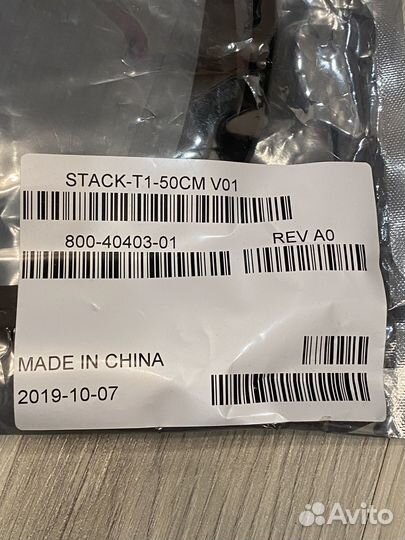 STACK-T1-50CM V01
800-40403-01 REV A0
MADE IN CHINA
2019-10-07
Avito